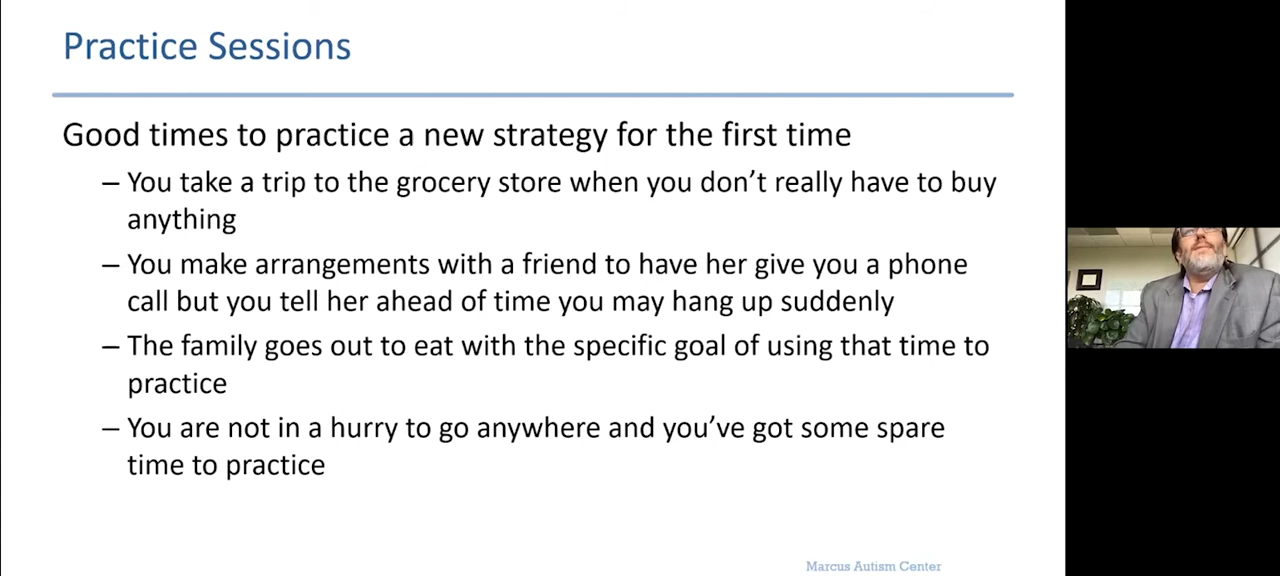 Practice Sessions
Good times to practice a new strategy for the first time
– You take a trip to the grocery store when you don’t really have to buy
anything
– You make arrangements with a friend to have her give you a phone
call but you tell her ahead of time you may hang up suddenly
– The family goes out to eat with the specific goal of using that time to
practice
– You are not in a hurry to go anywhere and you’ve got some spare
time to practice
Marcus Autism Center